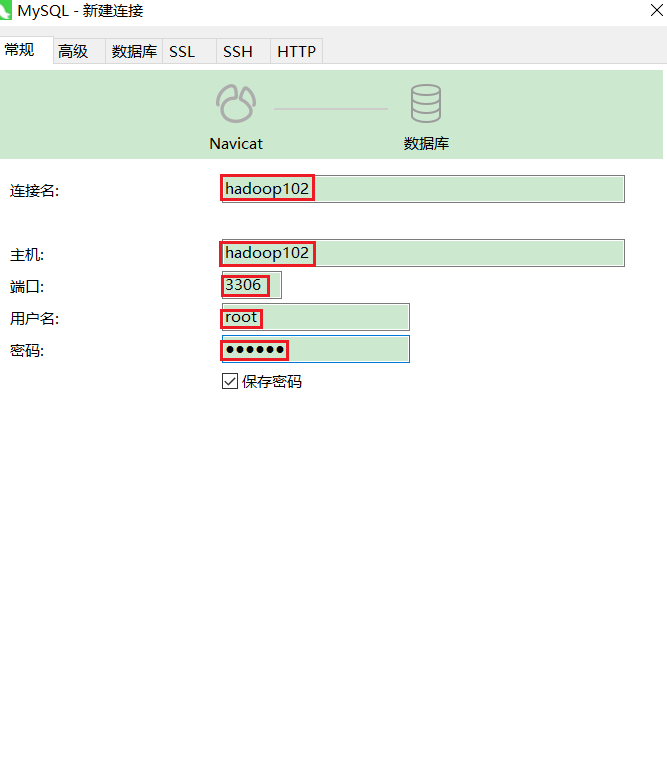 MySQL - 新建连接
常规 高级 数据库 SSL SSH HTTP
Navicat 数据库
连接名: hadoop102
主机: hadoop102
端口: 3306
用户名: root
密码: ●●●●●●
保存密码